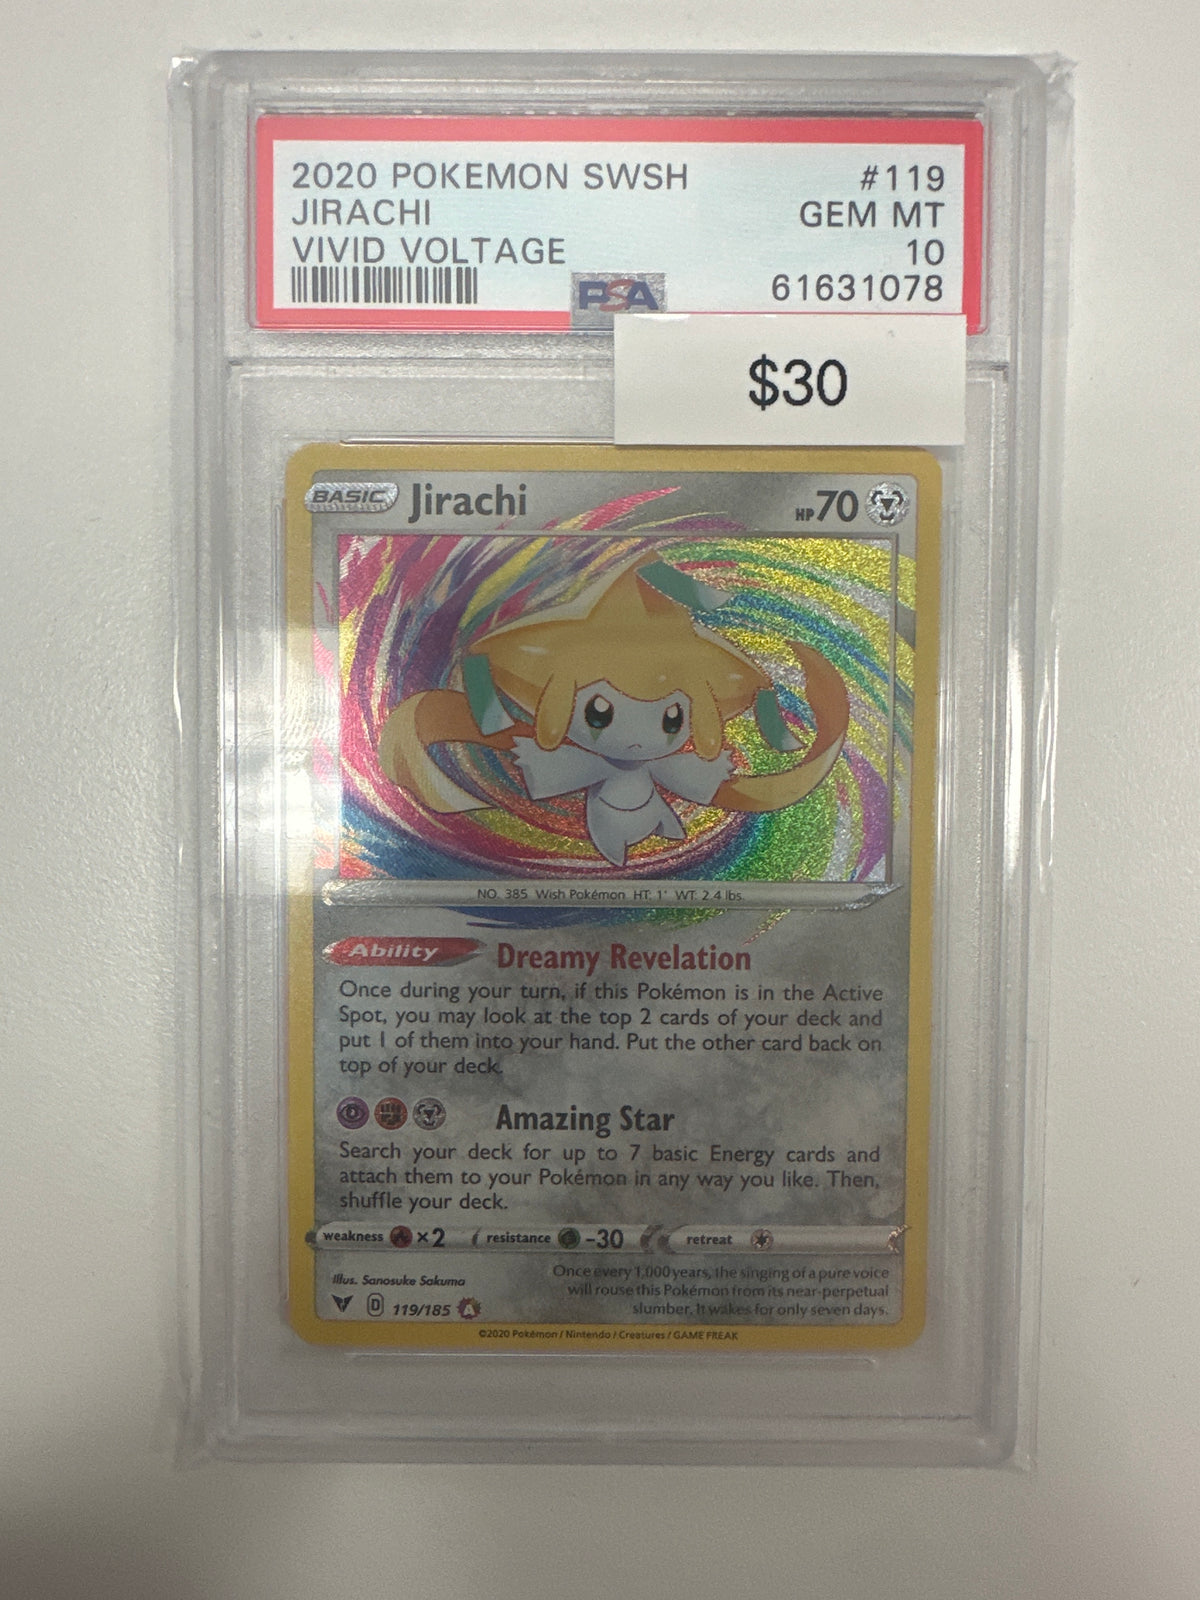 2020 POKEMON SWSH #119
JIRACHI GEM MT
VIVID VOLTAGE 10
PSA 61631078
$30
BASIC Jirachi HP 70
NO. 385 Wish Pokémon HT: 1' WT: 2.4 lbs.
Ability Dreamy Revelation
Once during your turn, if this Pokémon is in the Active
Spot, you may look at the top 2 cards of your deck and
put 1 of them into your hand. Put the other card back on
top of your deck.
Amazing Star
Search your deck for up to 7 basic Energy cards and
attach them to your Pokémon in any way you like. Then,
shuffle your deck.
weakness ×2 resistance -30 retreat
Illus. Sanosuke Sakuma
D 119/185 A
Once every 1,000 years, the singing of a pure voice
will rouse this Pokémon from its near-perpetual
slumber. It wakes for only seven days.
©2020 Pokémon / Nintendo / Creatures / GAME FREAK